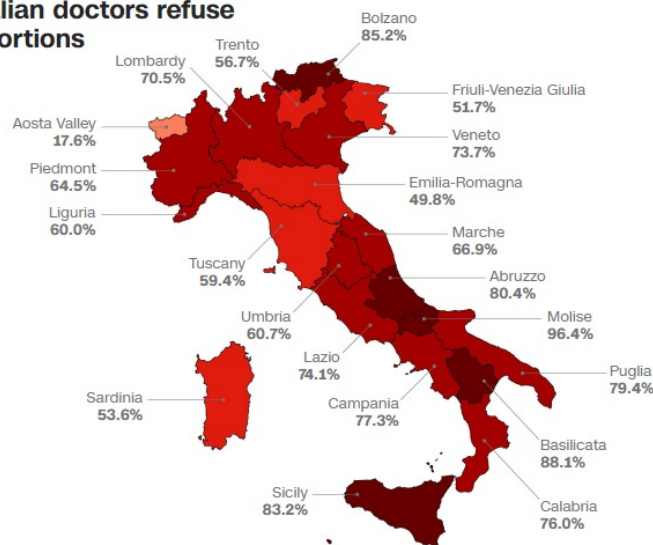 lian doctors refuse
ortions
Bolzano
85.2%
Trento
56.7%
Lombardy
70.5%
Friuli-Venezia Giulia
51.7%
Aosta Valley
17.6%
Veneto
73.7%
Piedmont
64.5%
Emilia-Romagna
49.8%
Liguria
60.0%
Marche
66.9%
Tuscany
59.4%
Abruzzo
80.4%
Umbria
60.7%
Molise
96.4%
Lazio
74.1%
Puglia
79.4%
Sardinia
53.6%
Campania
77.3%
Basilicata
88.1%
Sicily
83.2%
Calabria
76.0%